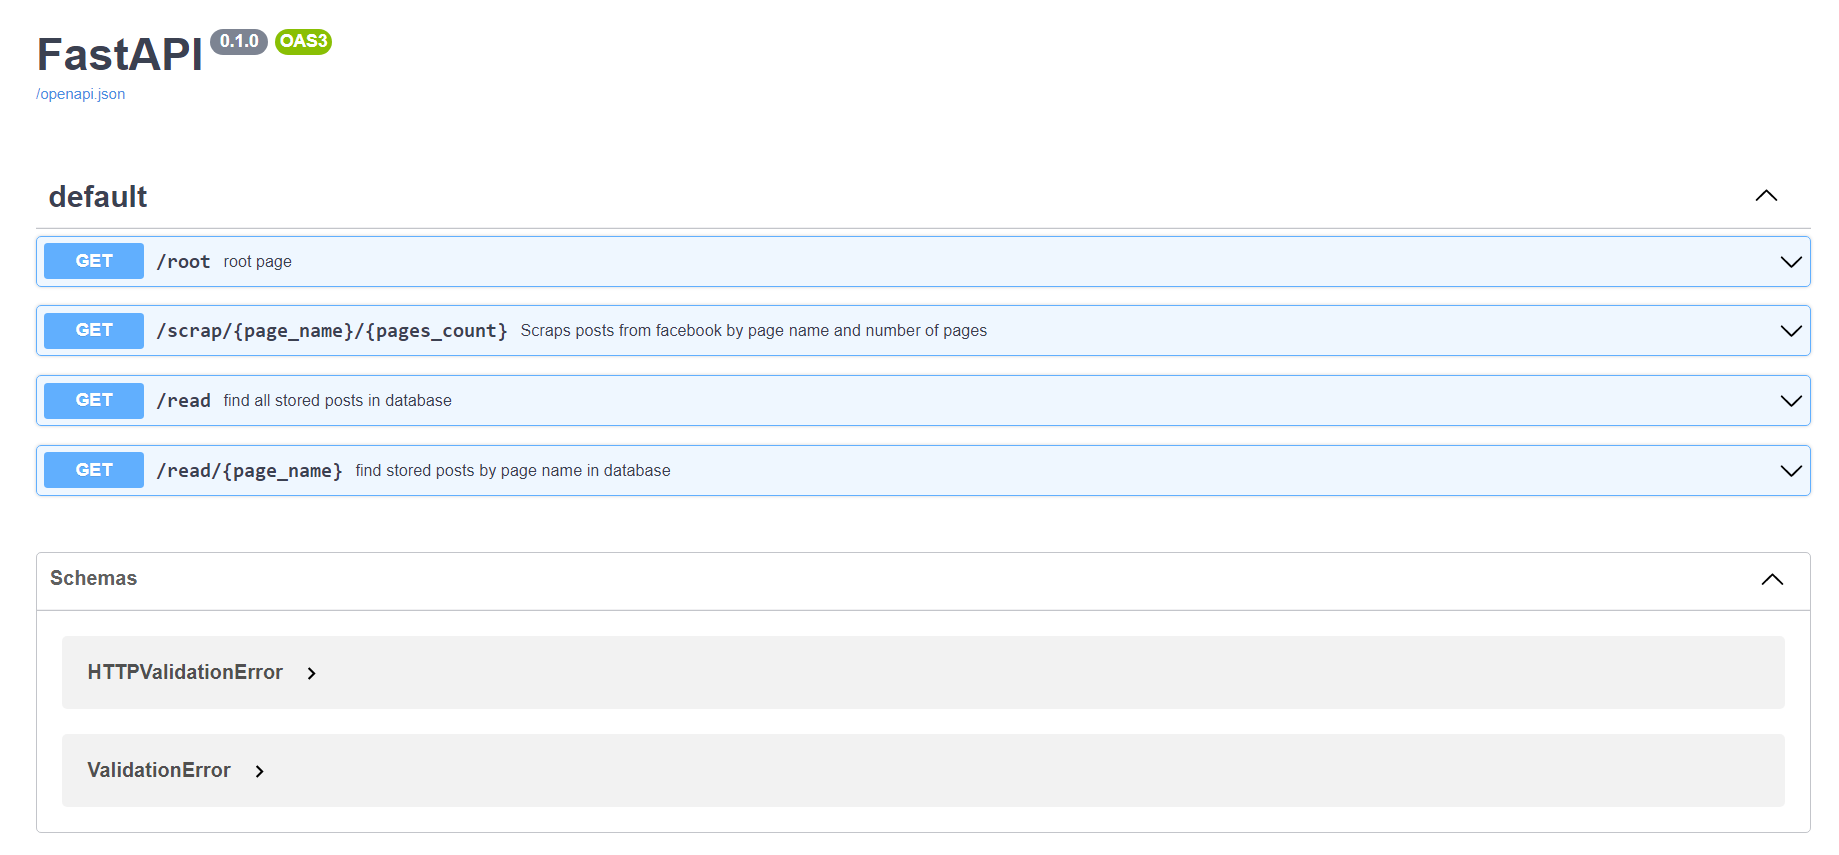 FastAPI 0.1.0 OAS3
/openapi.json
default
GET /root root page
GET /scrap/{page_name}/{pages_count} Scraps posts from facebook by page name and number of pages
GET /read find all stored posts in database
GET /read/{page_name} find stored posts by page name in database
Schemas
HTTPValidationError
ValidationError